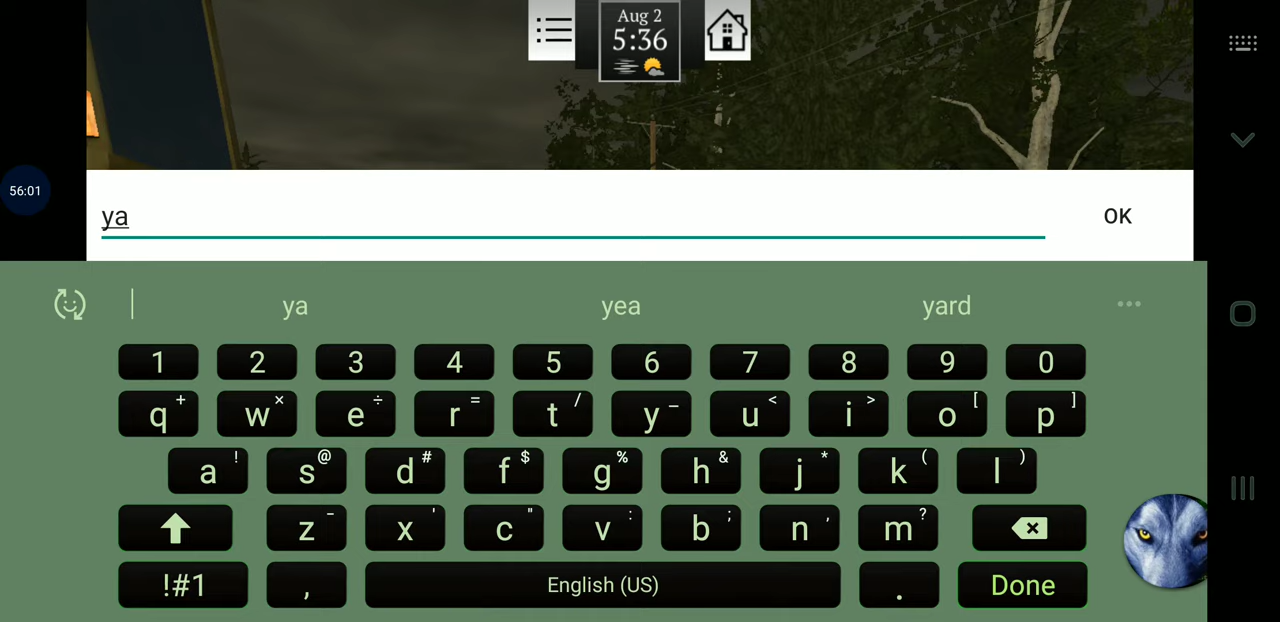 Aug 2
5:36
56:01
ya
OK
ya yea yard
1 2 3 4 5 6 7 8 9 0
q + w × e ÷ r = t / y _ u < i > o [ p ]
a ! s @ d # f $ g % h & j * k ( l )
z - x ' c " v : b ; n , m ?
!#1 , English (US) . Done